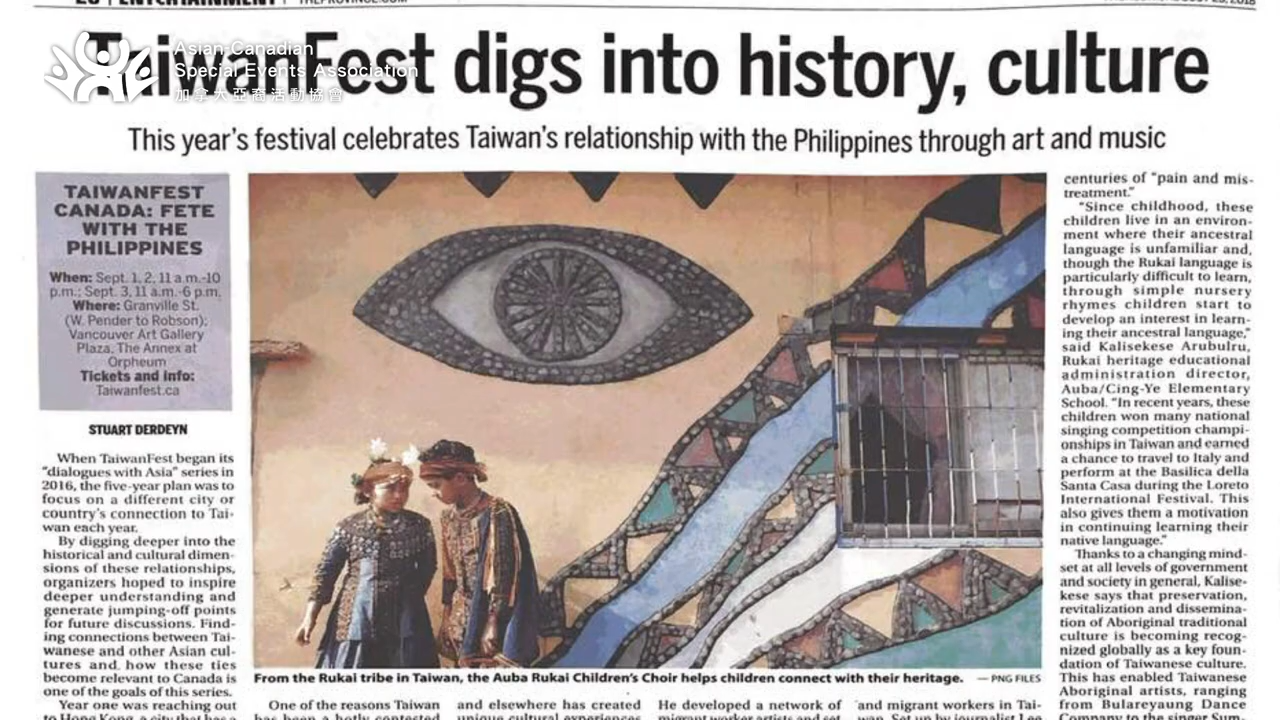 THEPROVINCE.COM
Asian-Canadian
Special Events Association
加拿大亞裔活動協會
TaiwanFest digs into history, culture
This year's festival celebrates Taiwan's relationship with the Philippines through art and music
TAIWANFEST
CANADA: FETE
WITH THE
PHILIPPINES
When: Sept. 1, 2, 11 a.m.-10
p.m.; Sept. 3, 11 a.m.-6 p.m.
Where: Granville St.
(W. Pender to Robson);
Vancouver Art Gallery
Plaza, The Annex at
Orpheum
Tickets and info:
Taiwanfest.ca
STUART DERDEYN
When TaiwanFest began its
"dialogues with Asia" series in
2016, the five-year plan was to
focus on a different city or
country's connection to Tai-
wan each year.
By digging deeper into the
historical and cultural dimen-
sions of these relationships,
organizers hoped to inspire
deeper understanding and
generate jumping-off points
for future discussions. Find-
ing connections between Tai-
wanese and other Asian cul-
tures and how these ties
become relevant to Canada is
one of the goals of this series.
Year one was reaching out
to Hong Kong, a city that has a
From the Rukai tribe in Taiwan, the Auba Rukai Children's Choir helps children connect with their heritage. — PNG FILES
One of the reasons Taiwan
has been a hotly contested
and elsewhere has created
unique cultural experiences
He developed a network of
migrant worker artists and set
and migrant workers in Tai-
wan. Set up by journalist Lee
centuries of "pain and mis-
treatment."
"Since childhood, these
children live in an environ-
ment where their ancestral
language is unfamiliar and,
though the Rukai language is
particularly difficult to learn,
through simple nursery
rhymes children start to
develop an interest in learn-
ing their ancestral language,"
said Kalisekese Arubulru,
Rukai heritage educational
administration director,
Auba/Cing-Ye Elementary
School. "In recent years, these
children won many national
singing competition champi-
onships in Taiwan and earned
a chance to travel to Italy and
perform at the Basilica della
Santa Casa during the Loreto
International Festival. This
also gives them a motivation
in continuing learning their
native language."
Thanks to a changing mind-
set at all levels of government
and society in general, Kalise-
kese says that preservation,
revitalization and dissemina-
tion of Aboriginal traditional
culture is becoming recog-
nized globally as a key foun-
dation of Taiwanese culture.
This has enabled Taiwanese
Aboriginal artists, ranging
from Bulareyaung Dance
Company to the singer Sum-